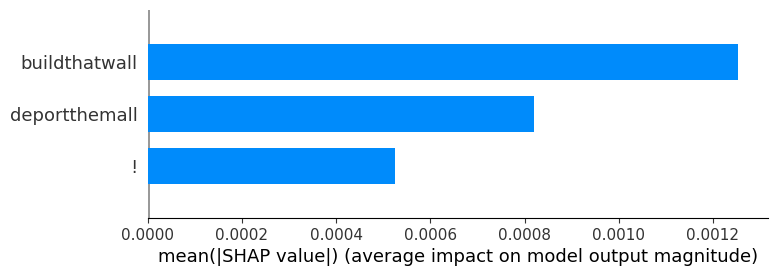 buildthatwall
deportthemall
!
0.0000 0.0002 0.0004 0.0006 0.0008 0.0010 0.0012
mean(|SHAP value|) (average impact on model output magnitude)